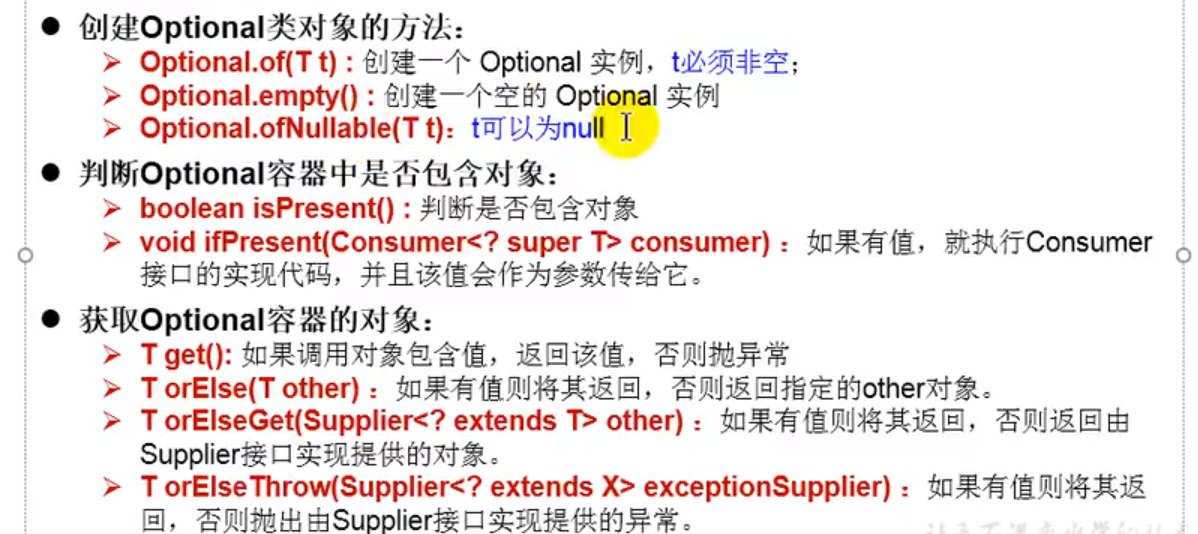 ● 创建Optional类对象的方法：
➢ Optional.of(T t) : 创建一个 Optional 实例，t必须非空；
➢ Optional.empty() : 创建一个空的 Optional 实例
➢ Optional.ofNullable(T t)：t可以为null
● 判断Optional容器中是否包含对象：
➢ boolean isPresent() : 判断是否包含对象
➢ void ifPresent(Consumer<? super T> consumer) ：如果有值，就执行Consumer
接口的实现代码，并且该值会作为参数传给它。
● 获取Optional容器的对象：
➢ T get(): 如果调用对象包含值，返回该值，否则抛异常
➢ T orElse(T other) ：如果有值则将其返回，否则返回指定的other对象。
➢ T orElseGet(Supplier<? extends T> other) ：如果有值则将其返回，否则返回由
Supplier接口实现提供的对象。
➢ T orElseThrow(Supplier<? extends X> exceptionSupplier) ：如果有值则将其返
回，否则抛出由Supplier接口实现提供的异常。